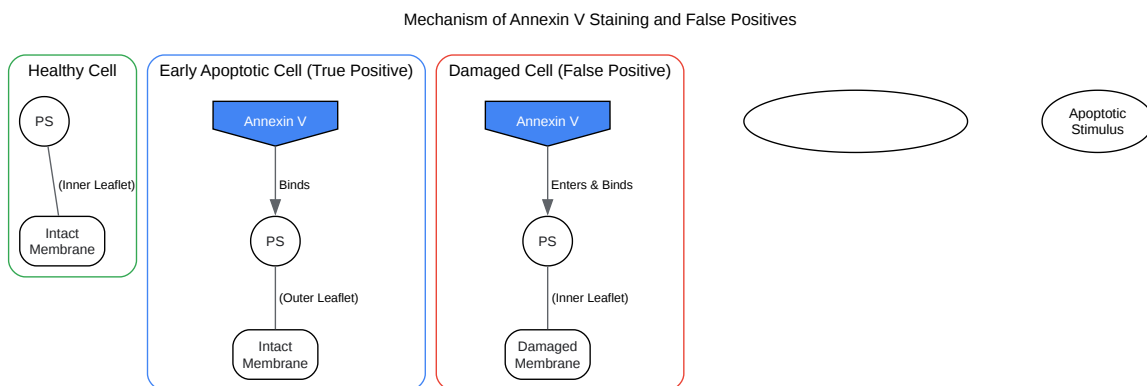 Mechanism of Annexin V Staining and False Positives
Healthy Cell
PS
(Inner Leaflet)
Intact
Membrane
Early Apoptotic Cell (True Positive)
Annexin V
Binds
PS
(Outer Leaflet)
Intact
Membrane
Damaged Cell (False Positive)
Annexin V
Enters & Binds
PS
(Inner Leaflet)
Damaged
Membrane
Apoptotic
Stimulus